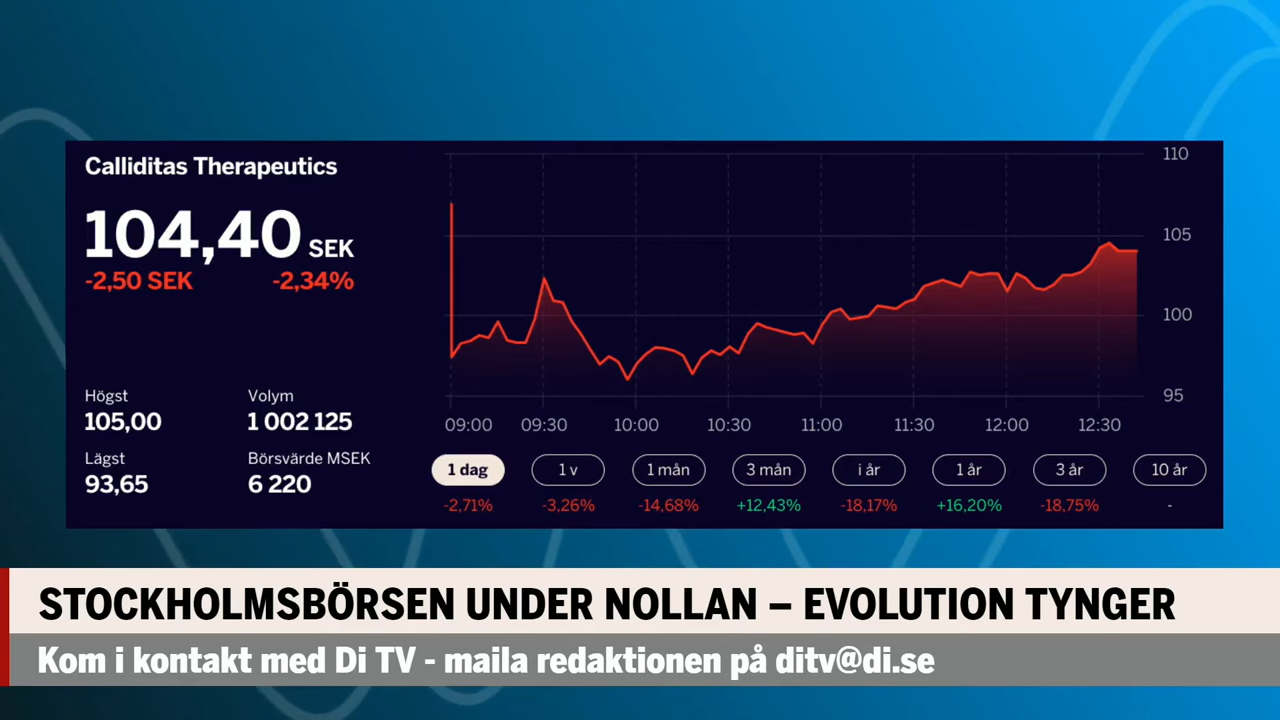 Calliditas Therapeutics
104,40 SEK
-2,50 SEK -2,34%
Högst Volym
105,00 1 002 125
Lägst Börsvärde MSEK
93,65 6 220
110
105
100
95
09:00 09:30 10:00 10:30 11:00 11:30 12:00 12:30
1 dag 1 v 1 mån 3 mån i år 1 år 3 år 10 år
-2,71% -3,26% -14,68% +12,43% -18,17% +16,20% -18,75% -
STOCKHOLMSBÖRSEN UNDER NOLLAN – EVOLUTION TYNGER
Kom i kontakt med Di TV - maila redaktionen på ditv@di.se